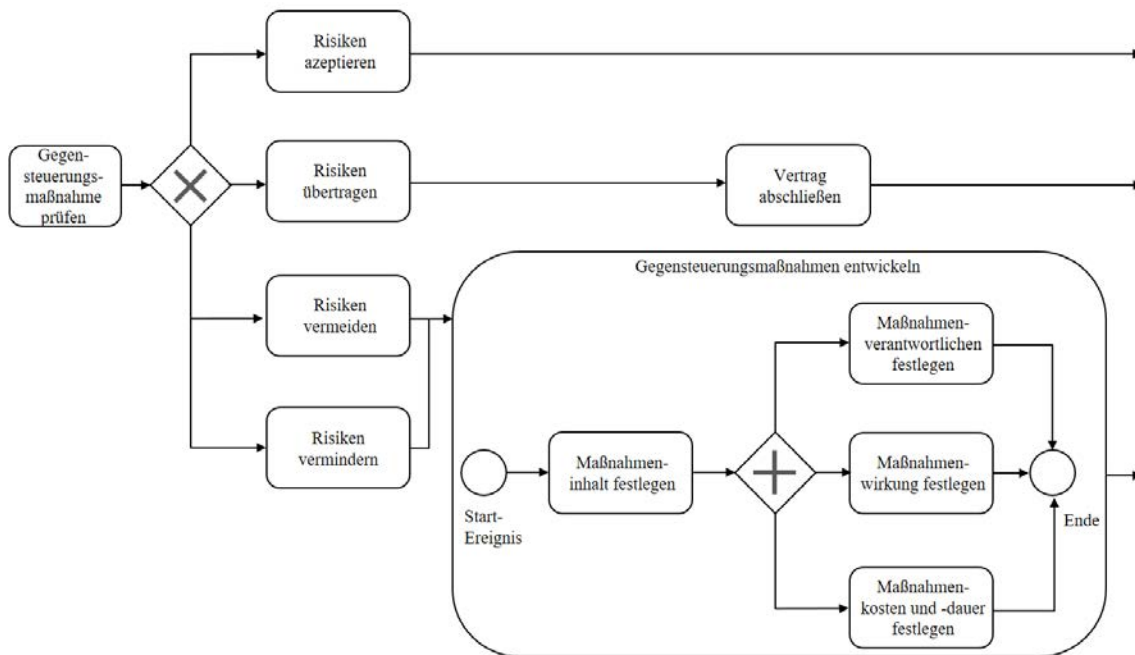 Risiken
azeptieren
Gegen-
steuerungs-
maßnahme
prüfen
Risiken
übertragen
Vertrag
abschließen
Gegensteuerungsmaßnahmen entwickeln
Risiken
vermeiden
Maßnahmen-
verantwortlichen
festlegen
Risiken
vermindern
Start-
Ereignis
Maßnahmen-
inhalt festlegen
Maßnahmen-
wirkung festlegen
Ende
Maßnahmen-
kosten und -dauer
festlegen